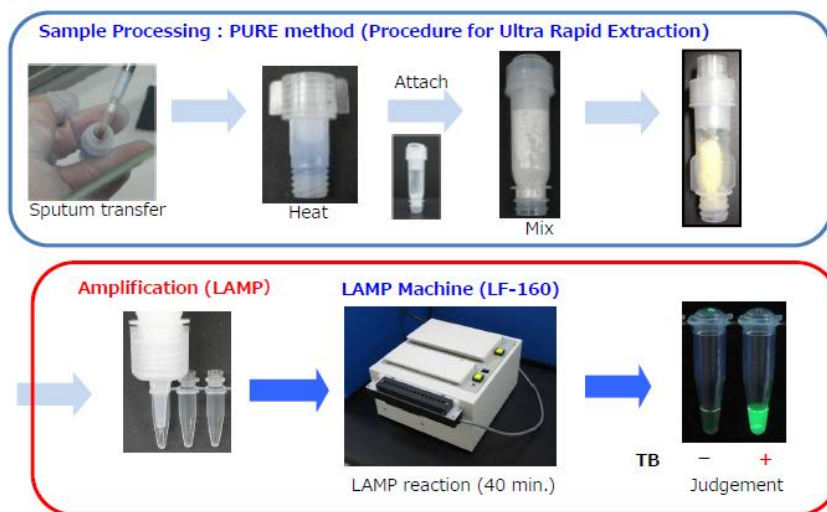 Sample Processing : PURE method (Procedure for Ultra Rapid Extraction)
Attach
Sputum transfer
Heat
Mix
Amplification (LAMP)
LAMP Machine (LF-160)
LAMP reaction (40 min.)
TB − +
Judgement